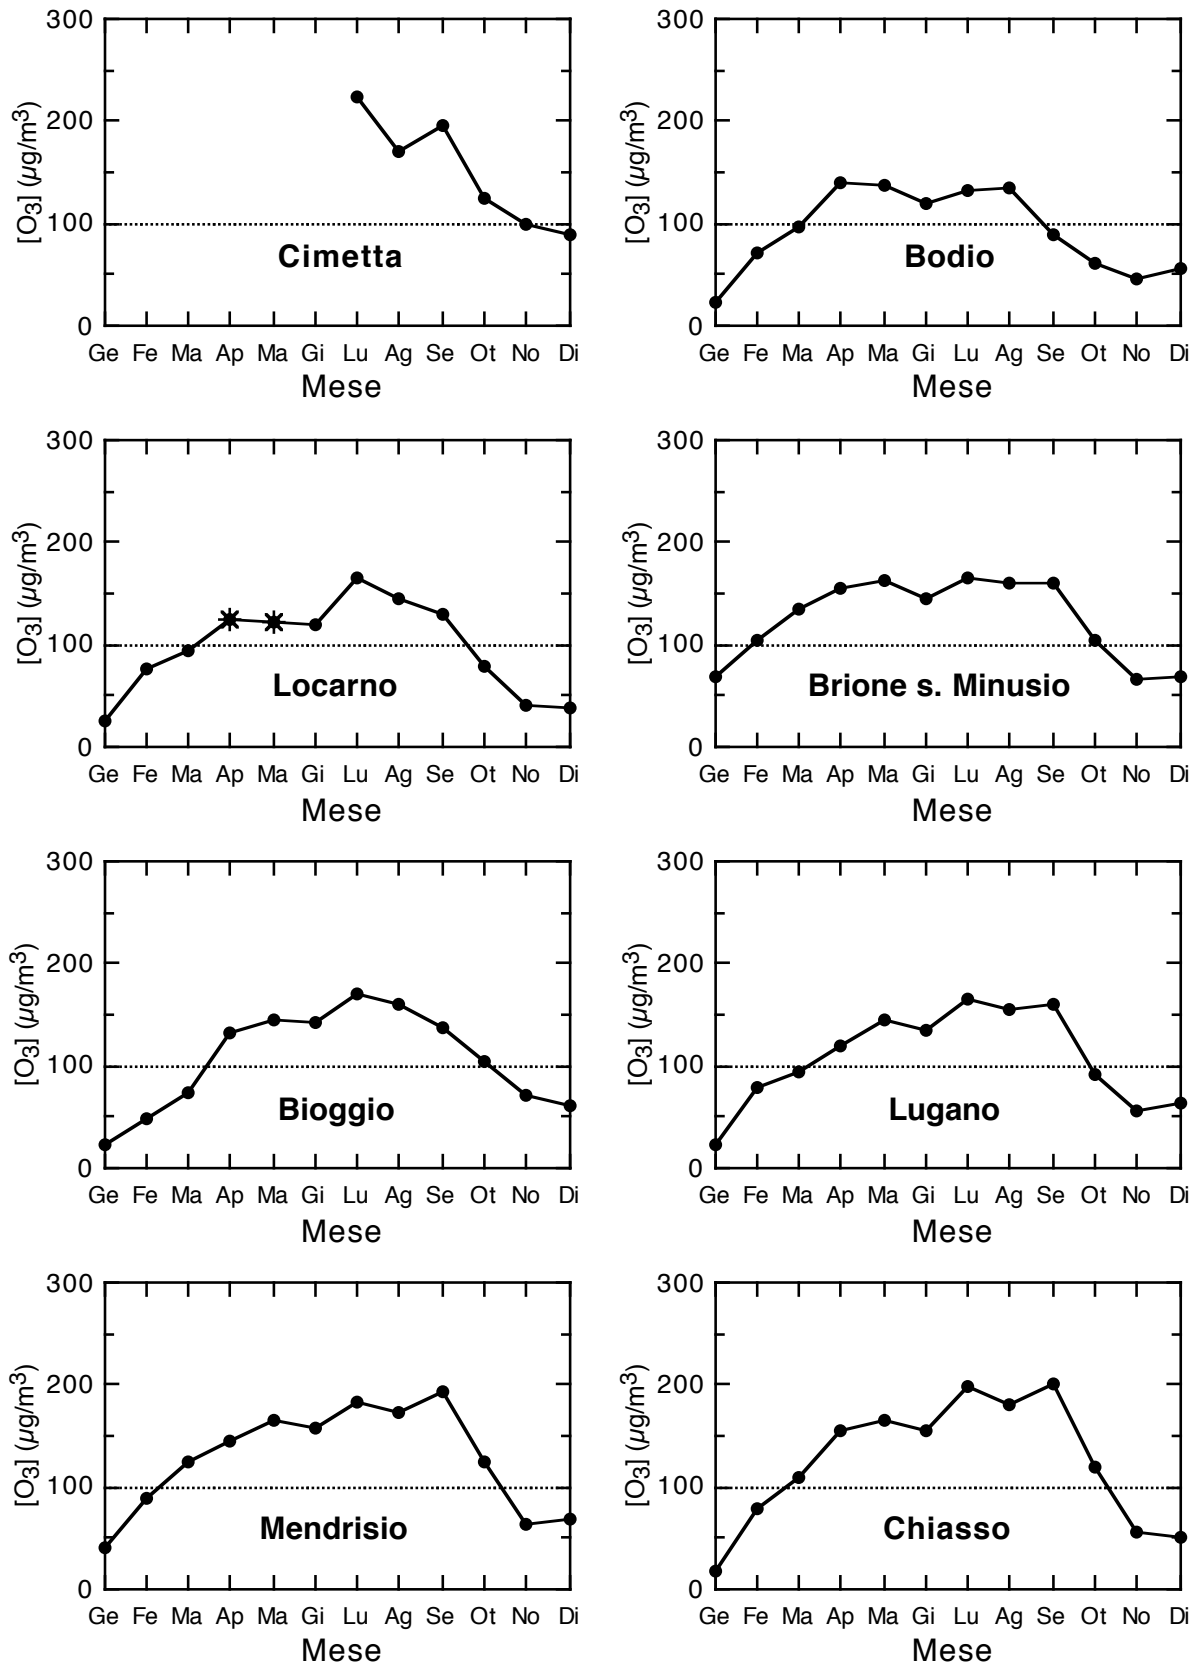 300
200
100
0
[O3] (µg/m3)
Cimetta
Ge Fe Ma Ap Ma Gi Lu Ag Se Ot No Di
Mese
300
200
100
0
[O3] (µg/m3)
Bodio
Ge Fe Ma Ap Ma Gi Lu Ag Se Ot No Di
Mese
300
200
100
0
[O3] (µg/m3)
Locarno
Ge Fe Ma Ap Ma Gi Lu Ag Se Ot No Di
Mese
300
200
100
0
[O3] (µg/m3)
Brione s. Minusio
Ge Fe Ma Ap Ma Gi Lu Ag Se Ot No Di
Mese
300
200
100
0
[O3] (µg/m3)
Bioggio
Ge Fe Ma Ap Ma Gi Lu Ag Se Ot No Di
Mese
300
200
100
0
[O3] (µg/m3)
Lugano
Ge Fe Ma Ap Ma Gi Lu Ag Se Ot No Di
Mese
300
200
100
0
[O3] (µg/m3)
Mendrisio
Ge Fe Ma Ap Ma Gi Lu Ag Se Ot No Di
Mese
300
200
100
0
[O3] (µg/m3)
Chiasso
Ge Fe Ma Ap Ma Gi Lu Ag Se Ot No Di
Mese